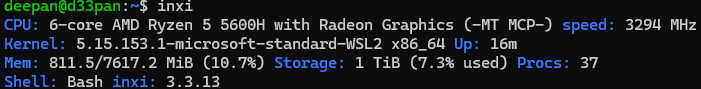 deepan@d33pan:~$ inxi
CPU: 6-core AMD Ryzen 5 5600H with Radeon Graphics (-MT MCP-) speed: 3294 MHz
Kernel: 5.15.153.1-microsoft-standard-WSL2 x86_64 Up: 16m
Mem: 811.5/7617.2 MiB (10.7%) Storage: 1 TiB (7.3% used) Procs: 37
Shell: Bash inxi: 3.3.13